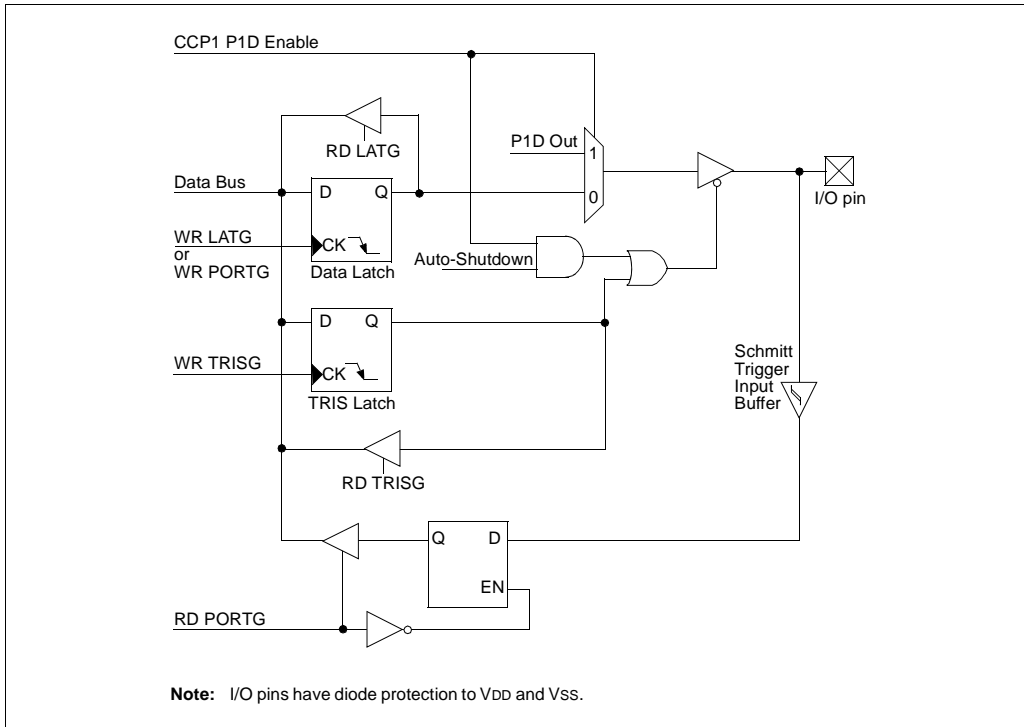 CCP1 P1D Enable
RD LATG
P1D Out
1
Data Bus
D Q
0
I/O pin
WR LATG
or
WR PORTG
CK
Data Latch
Auto-Shutdown
D Q
WR TRISG
CK
TRIS Latch
Schmitt
Trigger
Input
Buffer
RD TRISG
Q D
EN
RD PORTG
Note: I/O pins have diode protection to VDD and VSS.